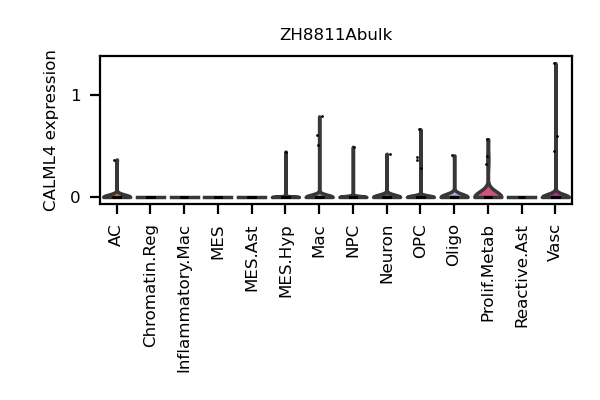 ZH8811Abulk
CALML4 expression
1
0
AC
Chromatin.Reg
Inflammatory.Mac
MES
MES.Ast
MES.Hyp
Mac
NPC
Neuron
OPC
Oligo
Prolif.Metab
Reactive.Ast
Vasc